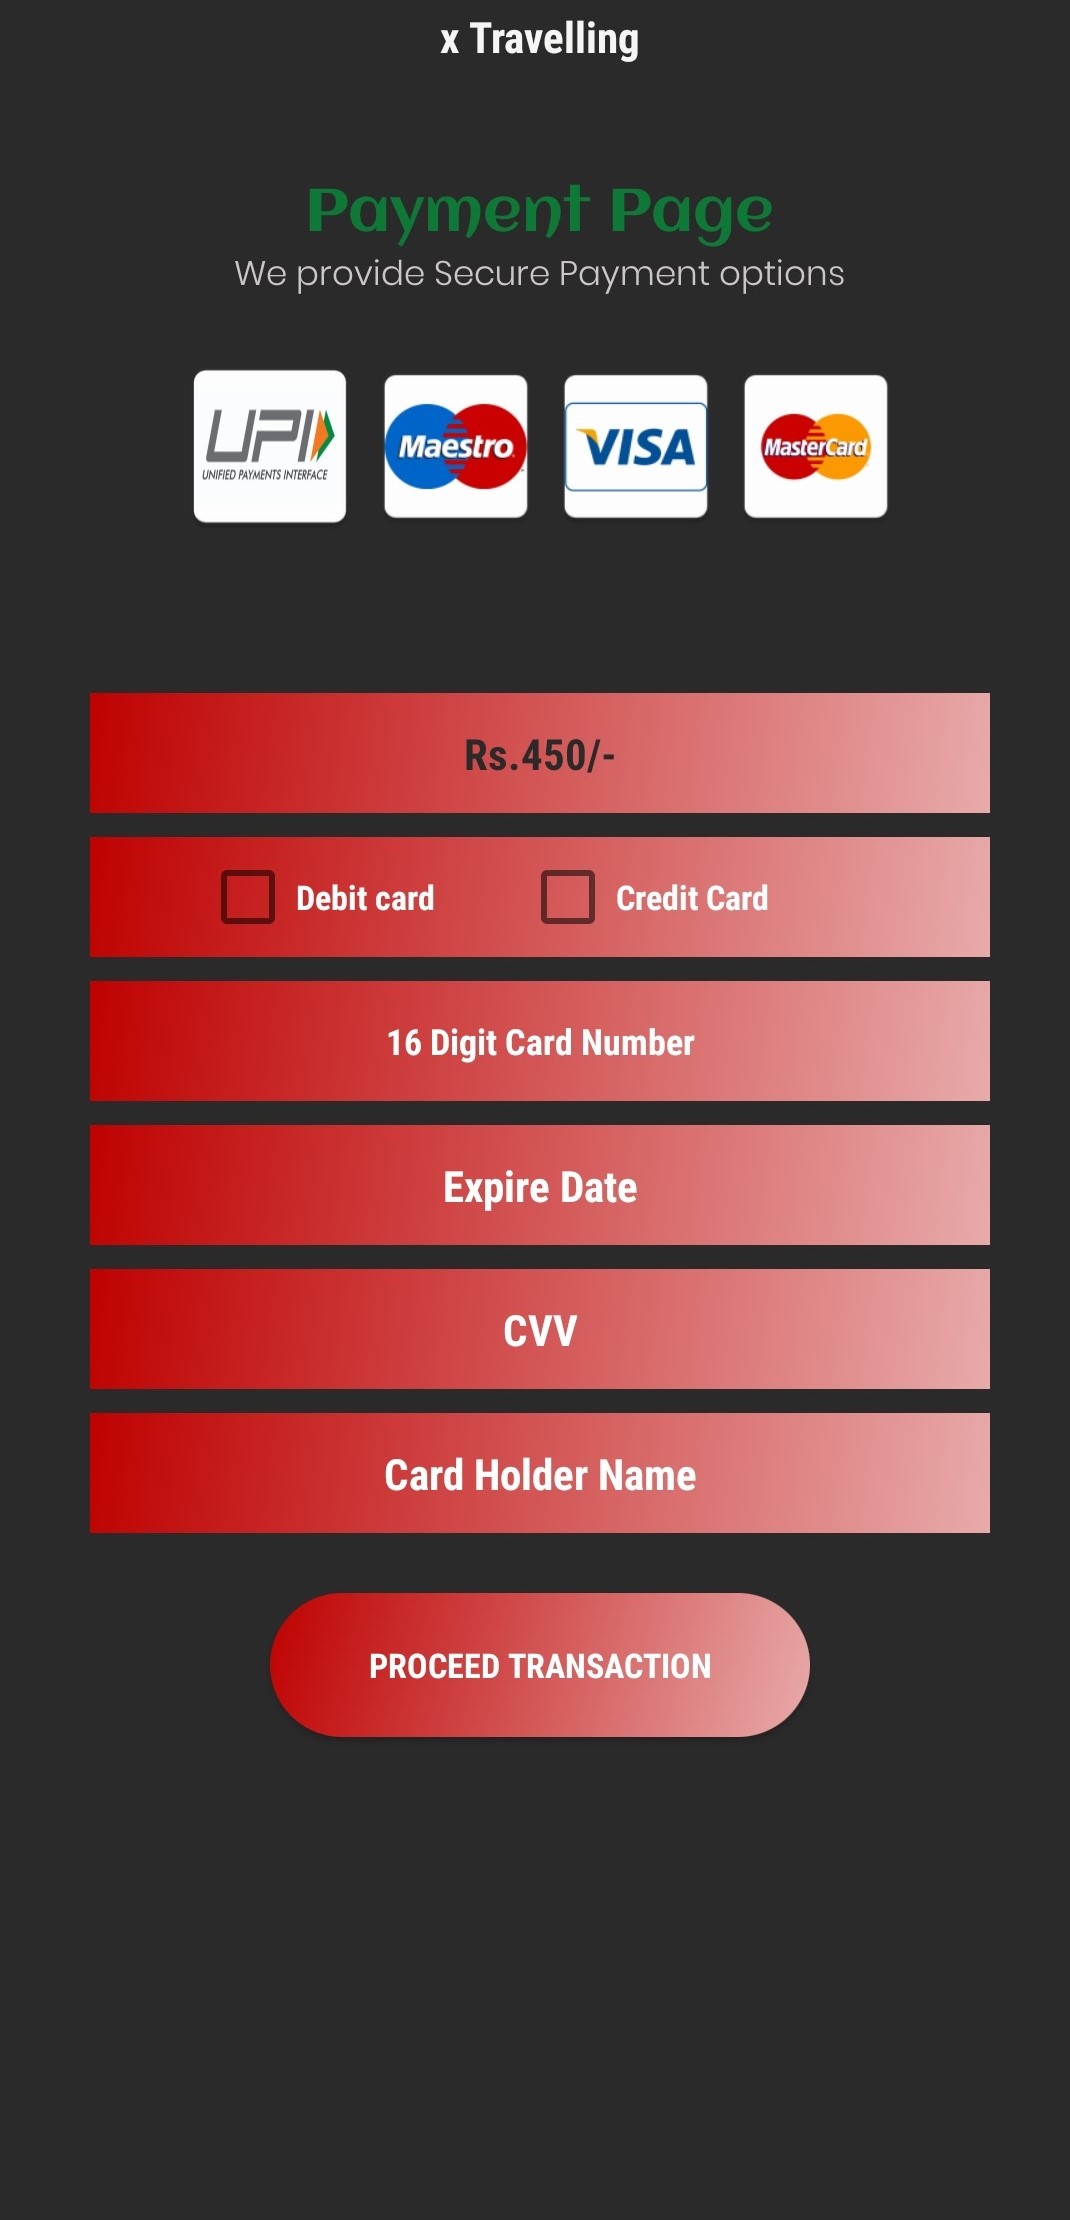 x Travelling
Payment Page
We provide Secure Payment options
UPI
UNIFIED PAYMENTS INTERFACE
Maestro
VISA
MasterCard
Rs.450/-
Debit card
Credit Card
16 Digit Card Number
Expire Date
CVV
Card Holder Name
PROCEED TRANSACTION